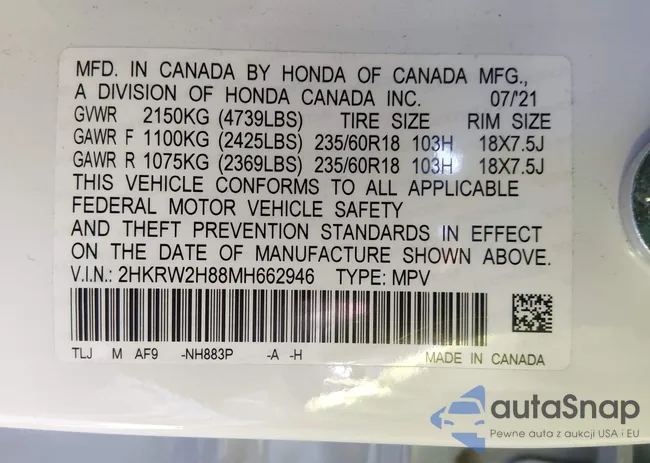 MFD. IN CANADA BY HONDA OF CANADA MFG.,
A DIVISION OF HONDA CANADA INC. 07/'21
GVWR 2150KG (4739LBS) TIRE SIZE RIM SIZE
GAWR F 1100KG (2425LBS) 235/60R18 103H 18X7.5J
GAWR R 1075KG (2369LBS) 235/60R18 103H 18X7.5J
THIS VEHICLE CONFORMS TO ALL APPLICABLE
FEDERAL MOTOR VEHICLE SAFETY
AND THEFT PREVENTION STANDARDS IN EFFECT
ON THE DATE OF MANUFACTURE SHOWN ABOVE.
V.I.N.: 2HKRW2H88MH662946 TYPE: MPV
TLJ M AF9 -NH883P -A -H MADE IN CANADA
autoSnap
Pewne auta z aukcji USA i EU